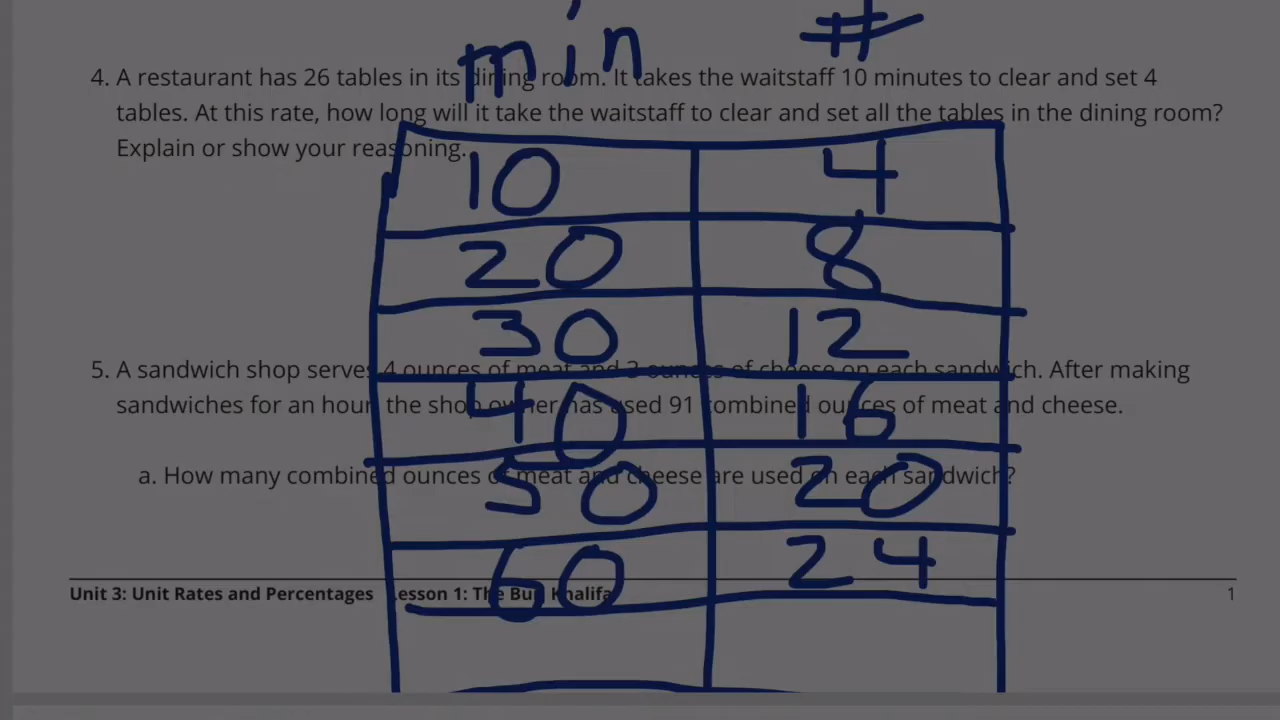 min #
4. A restaurant has 26 tables in its dining room. It takes the waitstaff 10 minutes to clear and set 4
tables. At this rate, how long will it take the waitstaff to clear and set all the tables in the dining room?
Explain or show your reasoning.
10 4
20 8
30 12
5. A sandwich shop serves 4 ounces of meat and 3 ounces of cheese on each sandwich. After making
sandwiches for an hour, the shop owner has used 91 combined ounces of meat and cheese.
40 16
a. How many combined ounces of meat and cheese are used on each sandwich?
50 20
60 24
Unit 3: Unit Rates and Percentages Lesson 1: The Burj Khalifa 1